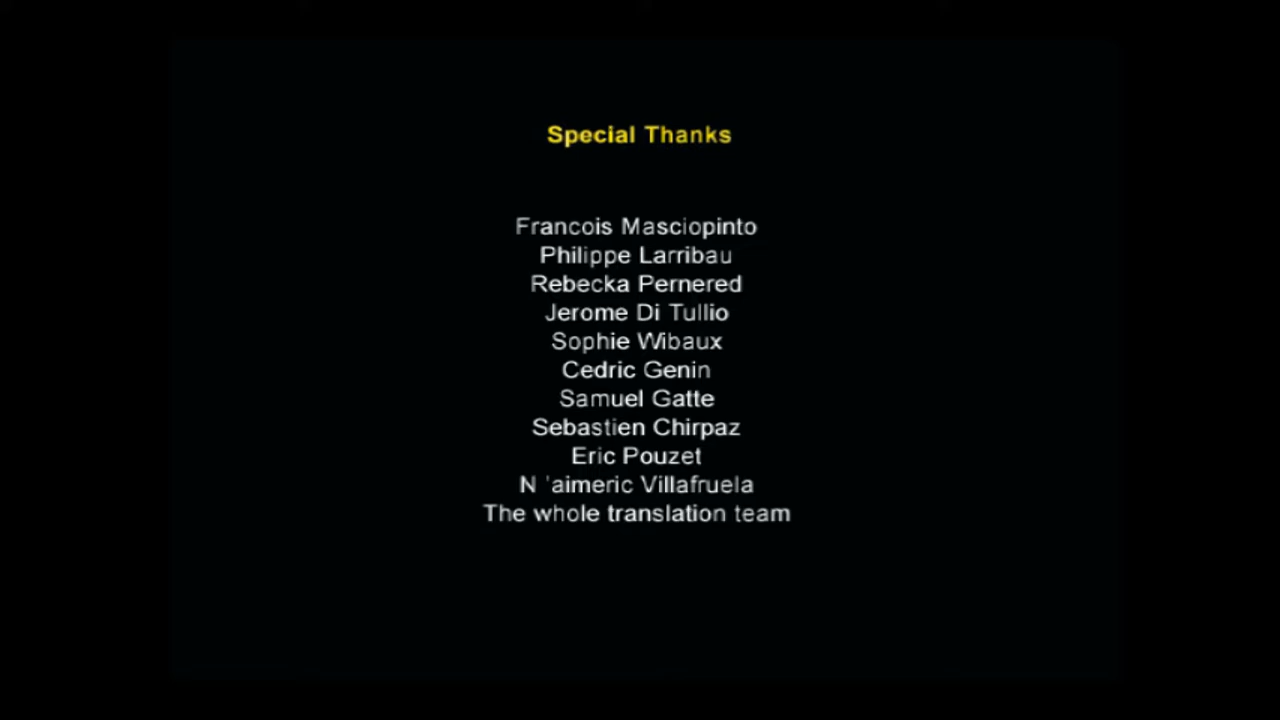 Special Thanks
Francois Masciopinto
Philippe Larribau
Rebecka Pernered
Jerome Di Tullio
Sophie Wibaux
Cedric Genin
Samuel Gatte
Sebastien Chirpaz
Eric Pouzet
N 'aimeric Villafruela
The whole translation team